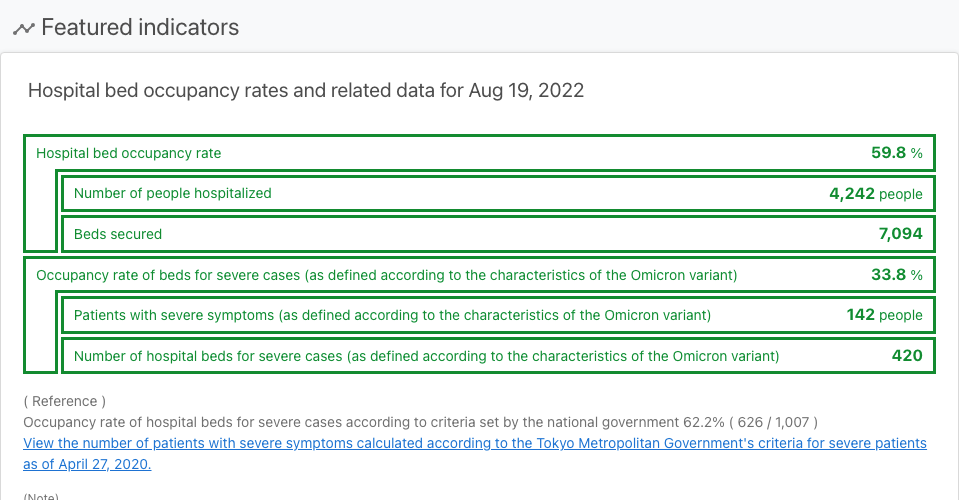 Featured indicators
Hospital bed occupancy rates and related data for Aug 19, 2022
Hospital bed occupancy rate 59.8 %
Number of people hospitalized 4,242 people
Beds secured 7,094
Occupancy rate of beds for severe cases (as defined according to the characteristics of the Omicron variant) 33.8 %
Patients with severe symptoms (as defined according to the characteristics of the Omicron variant) 142 people
Number of hospital beds for severe cases (as defined according to the characteristics of the Omicron variant) 420
( Reference )
Occupancy rate of hospital beds for severe cases according to criteria set by the national government 62.2% ( 626 / 1,007 )
View the number of patients with severe symptoms calculated according to the Tokyo Metropolitan Government's criteria for severe patients
as of April 27, 2020.
(Note)